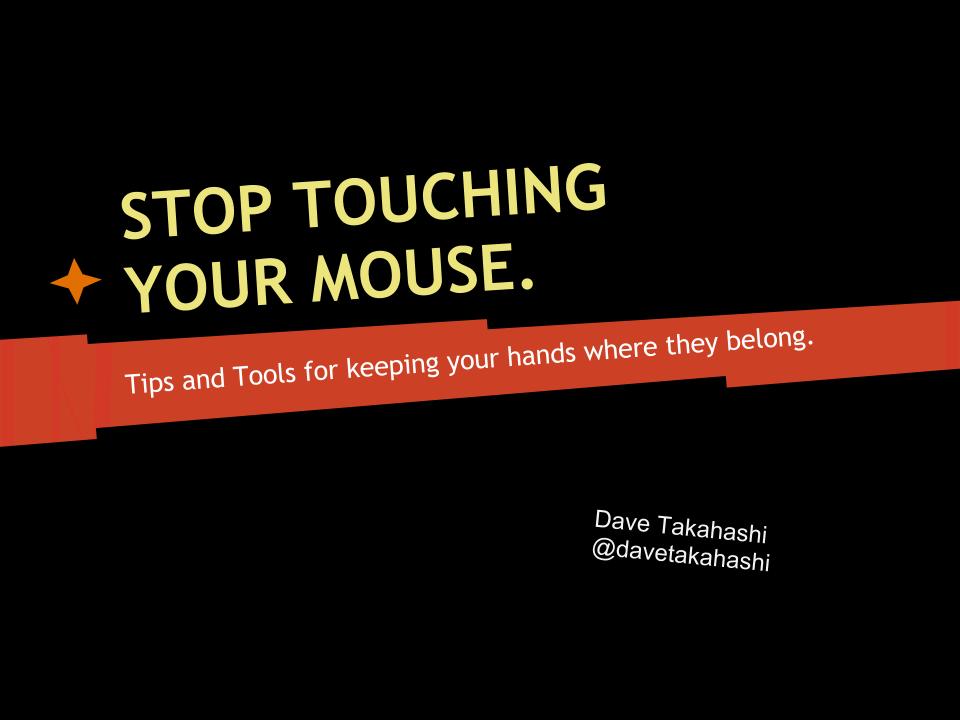 STOP TOUCHING
YOUR MOUSE.
Tips and Tools for keeping your hands where they belong.
Dave Takahashi
@davetakahashi